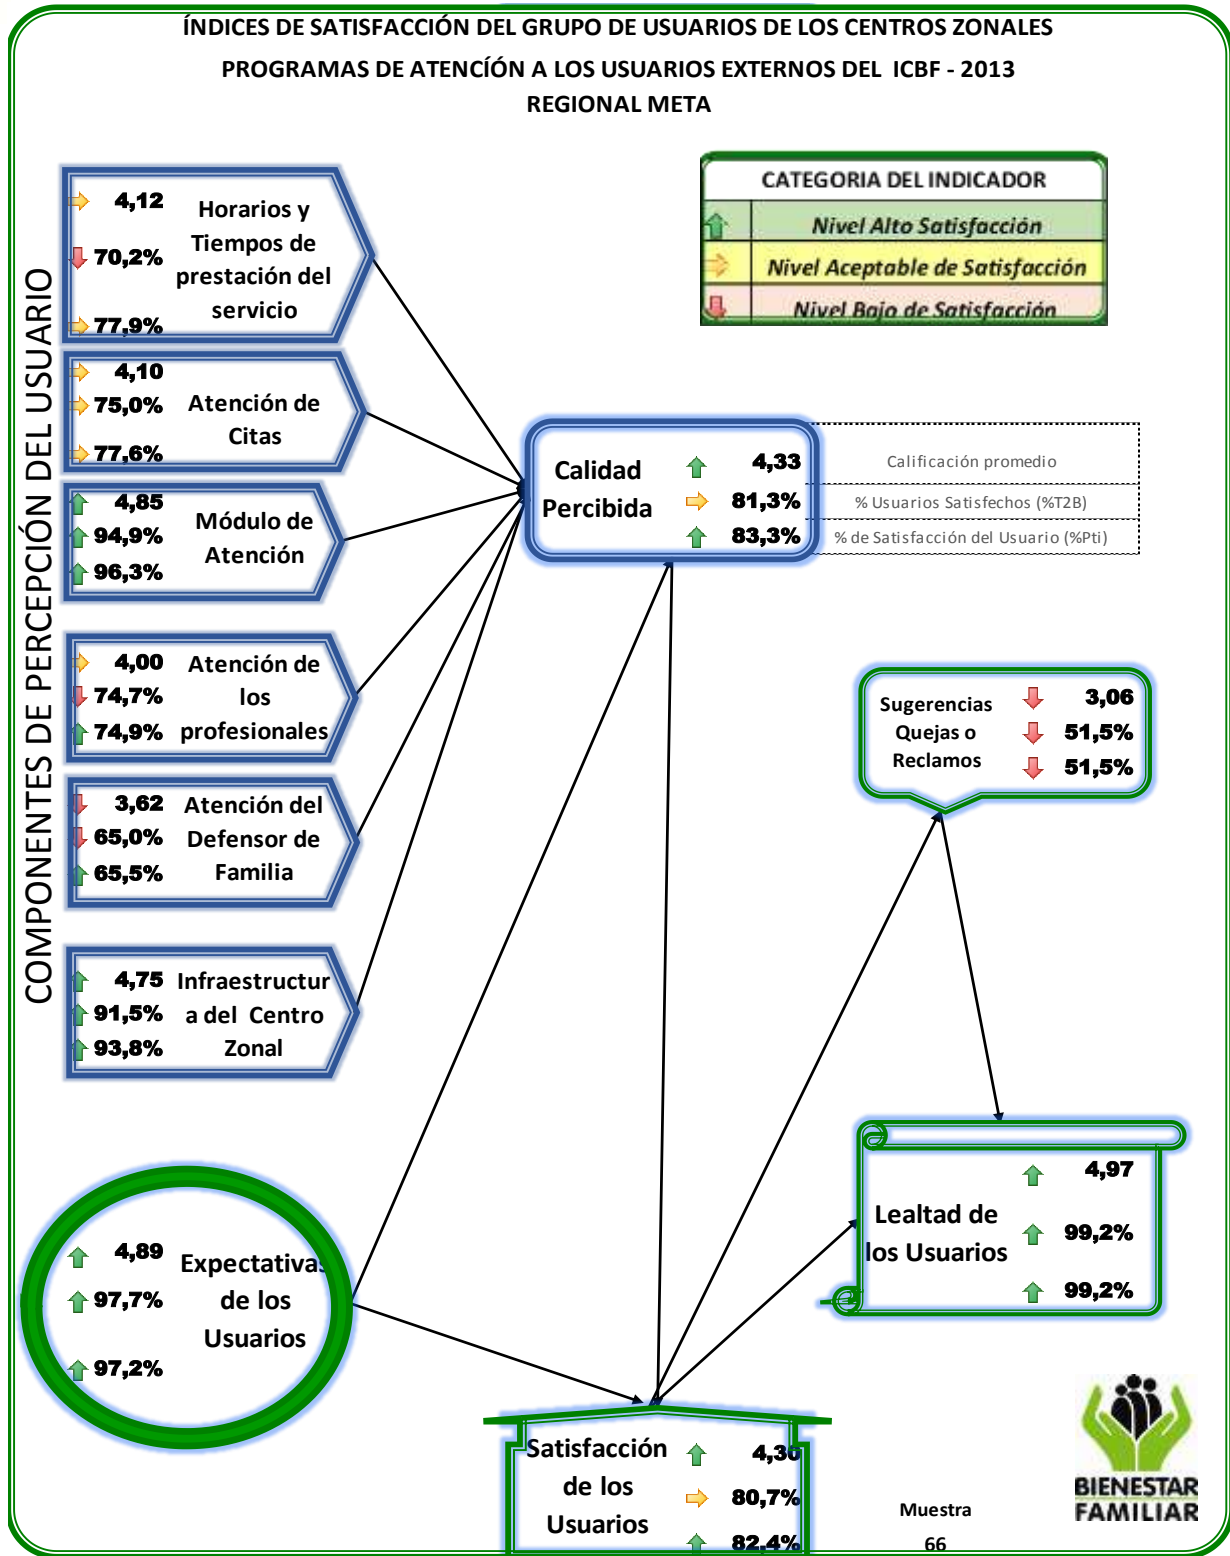 ÍNDICES DE SATISFACCIÓN DEL GRUPO DE USUARIOS DE LOS CENTROS ZONALES
PROGRAMAS DE ATENCÍÓN A LOS USUARIOS EXTERNOS DEL ICBF - 2013
REGIONAL META
CATEGORIA DEL INDICADOR
Nivel Alto Satisfacción
Nivel Aceptable de Satisfacción
Nivel Bajo de Satisfacción
COMPONENTES DE PERCEPCIÓN DEL USUARIO
4,12
70,2%
77,9%
Horarios y
Tiempos de
prestación del
servicio
4,10
75,0%
77,6%
Atención de
Citas
4,85
94,9%
96,3%
Módulo de
Atención
4,00
74,7%
74,9%
Atención de
los
profesionales
3,62
65,0%
65,5%
Atención del
Defensor de
Familia
4,75
91,5%
93,8%
Infraestructur
a del Centro
Zonal
Calidad
Percibida
4,33
81,3%
83,3%
Calificación promedio
% Usuarios Satisfechos (%T2B)
% de Satisfacción del Usuario (%Pti)
Sugerencias
Quejas o
Reclamos
3,06
51,5%
51,5%
Lealtad de
los Usuarios
4,97
99,2%
99,2%
4,89
97,7%
97,2%
Expectativas
de los
Usuarios
Satisfacción
de los
Usuarios
4,30
80,7%
82,4%
Muestra
66
BIENESTAR
FAMILIAR